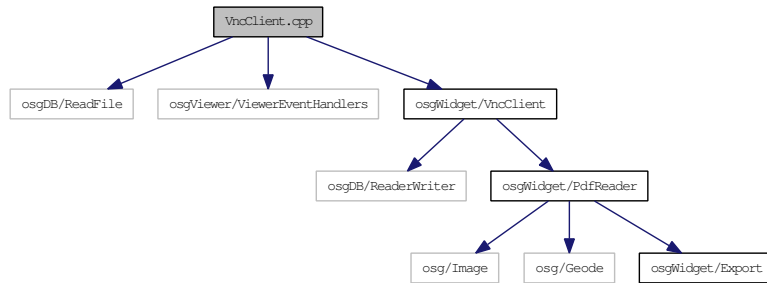 VncClient.cpp
osgDB/ReadFile
osgViewer/ViewerEventHandlers
osgWidget/VncClient
osgDB/ReaderWriter
osgWidget/PdfReader
osg/Image
osg/Geode
osgWidget/Export